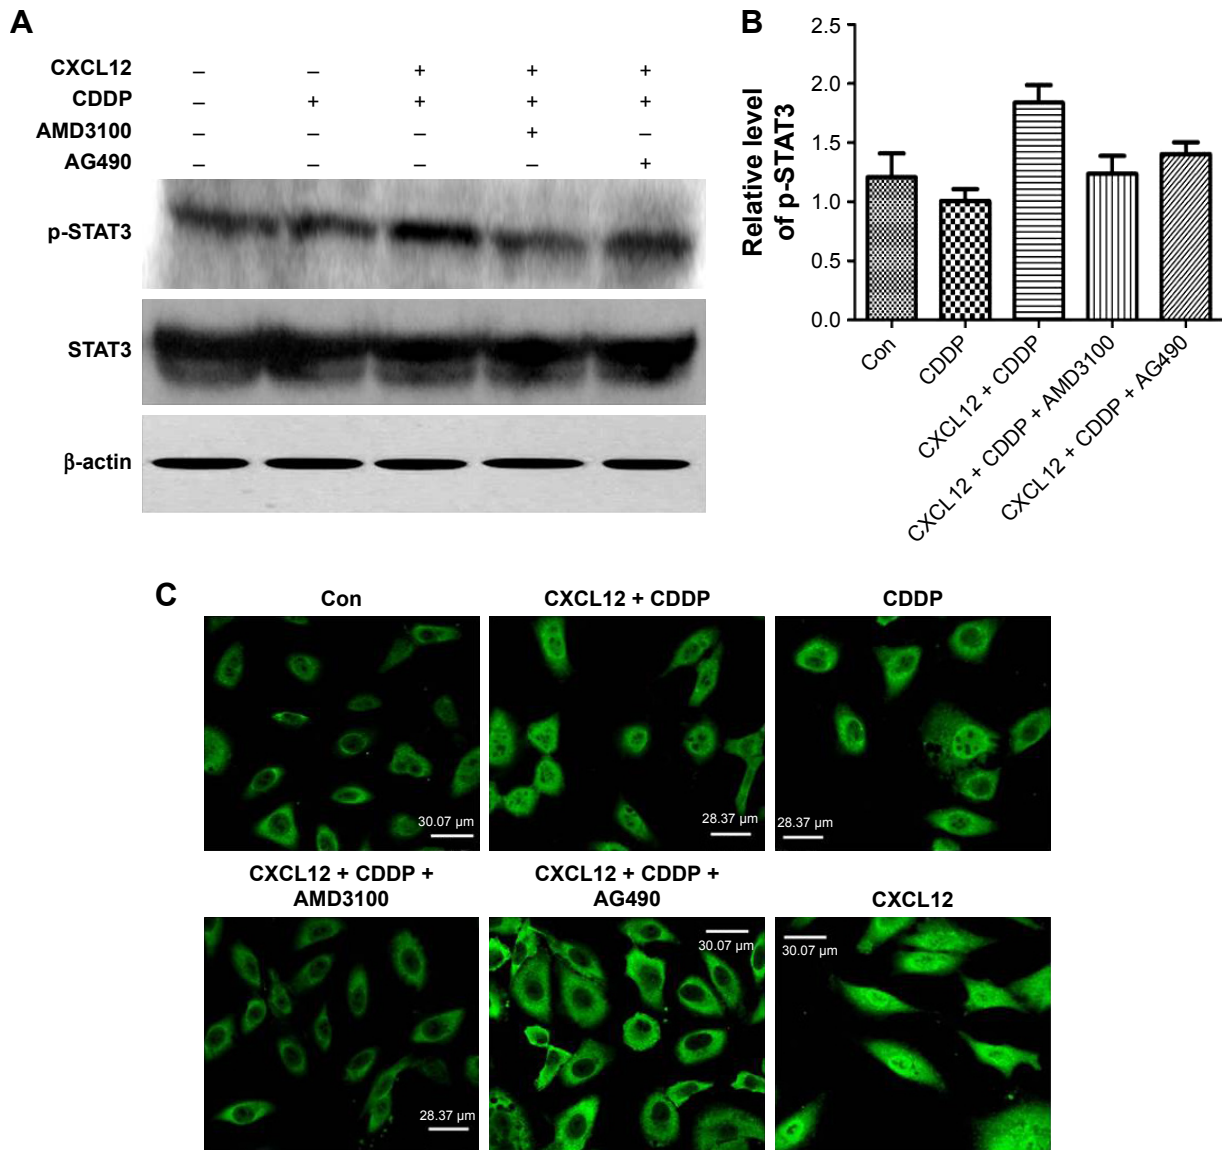 A
CXCL12 – – + + +
CDDP – + + + +
AMD3100 – – – + –
AG490 – – – – +
p-STAT3
STAT3
β-actin
B
Relative level
of p-STAT3
2.5
2.0
1.5
1.0
0.5
0.0
Con
CDDP
CXCL12 + CDDP
CXCL12 + CDDP + AMD3100
CXCL12 + CDDP + AG490
C
Con
CXCL12 + CDDP
CDDP
30.07 µm
28.37 µm
28.37 µm
CXCL12 + CDDP +
AMD3100
CXCL12 + CDDP +
AG490
CXCL12
28.37 µm
30.07 µm
30.07 µm